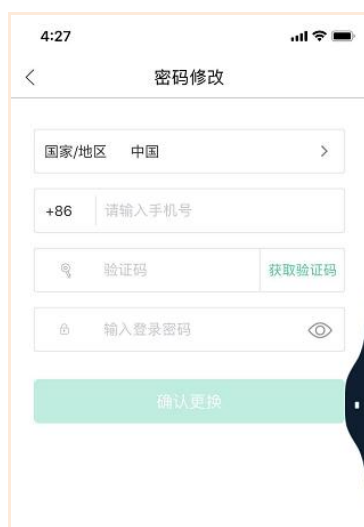 4:27
密码修改
国家/地区 中国
+86 请输入手机号
验证码 获取验证码
输入登录密码
确认更换